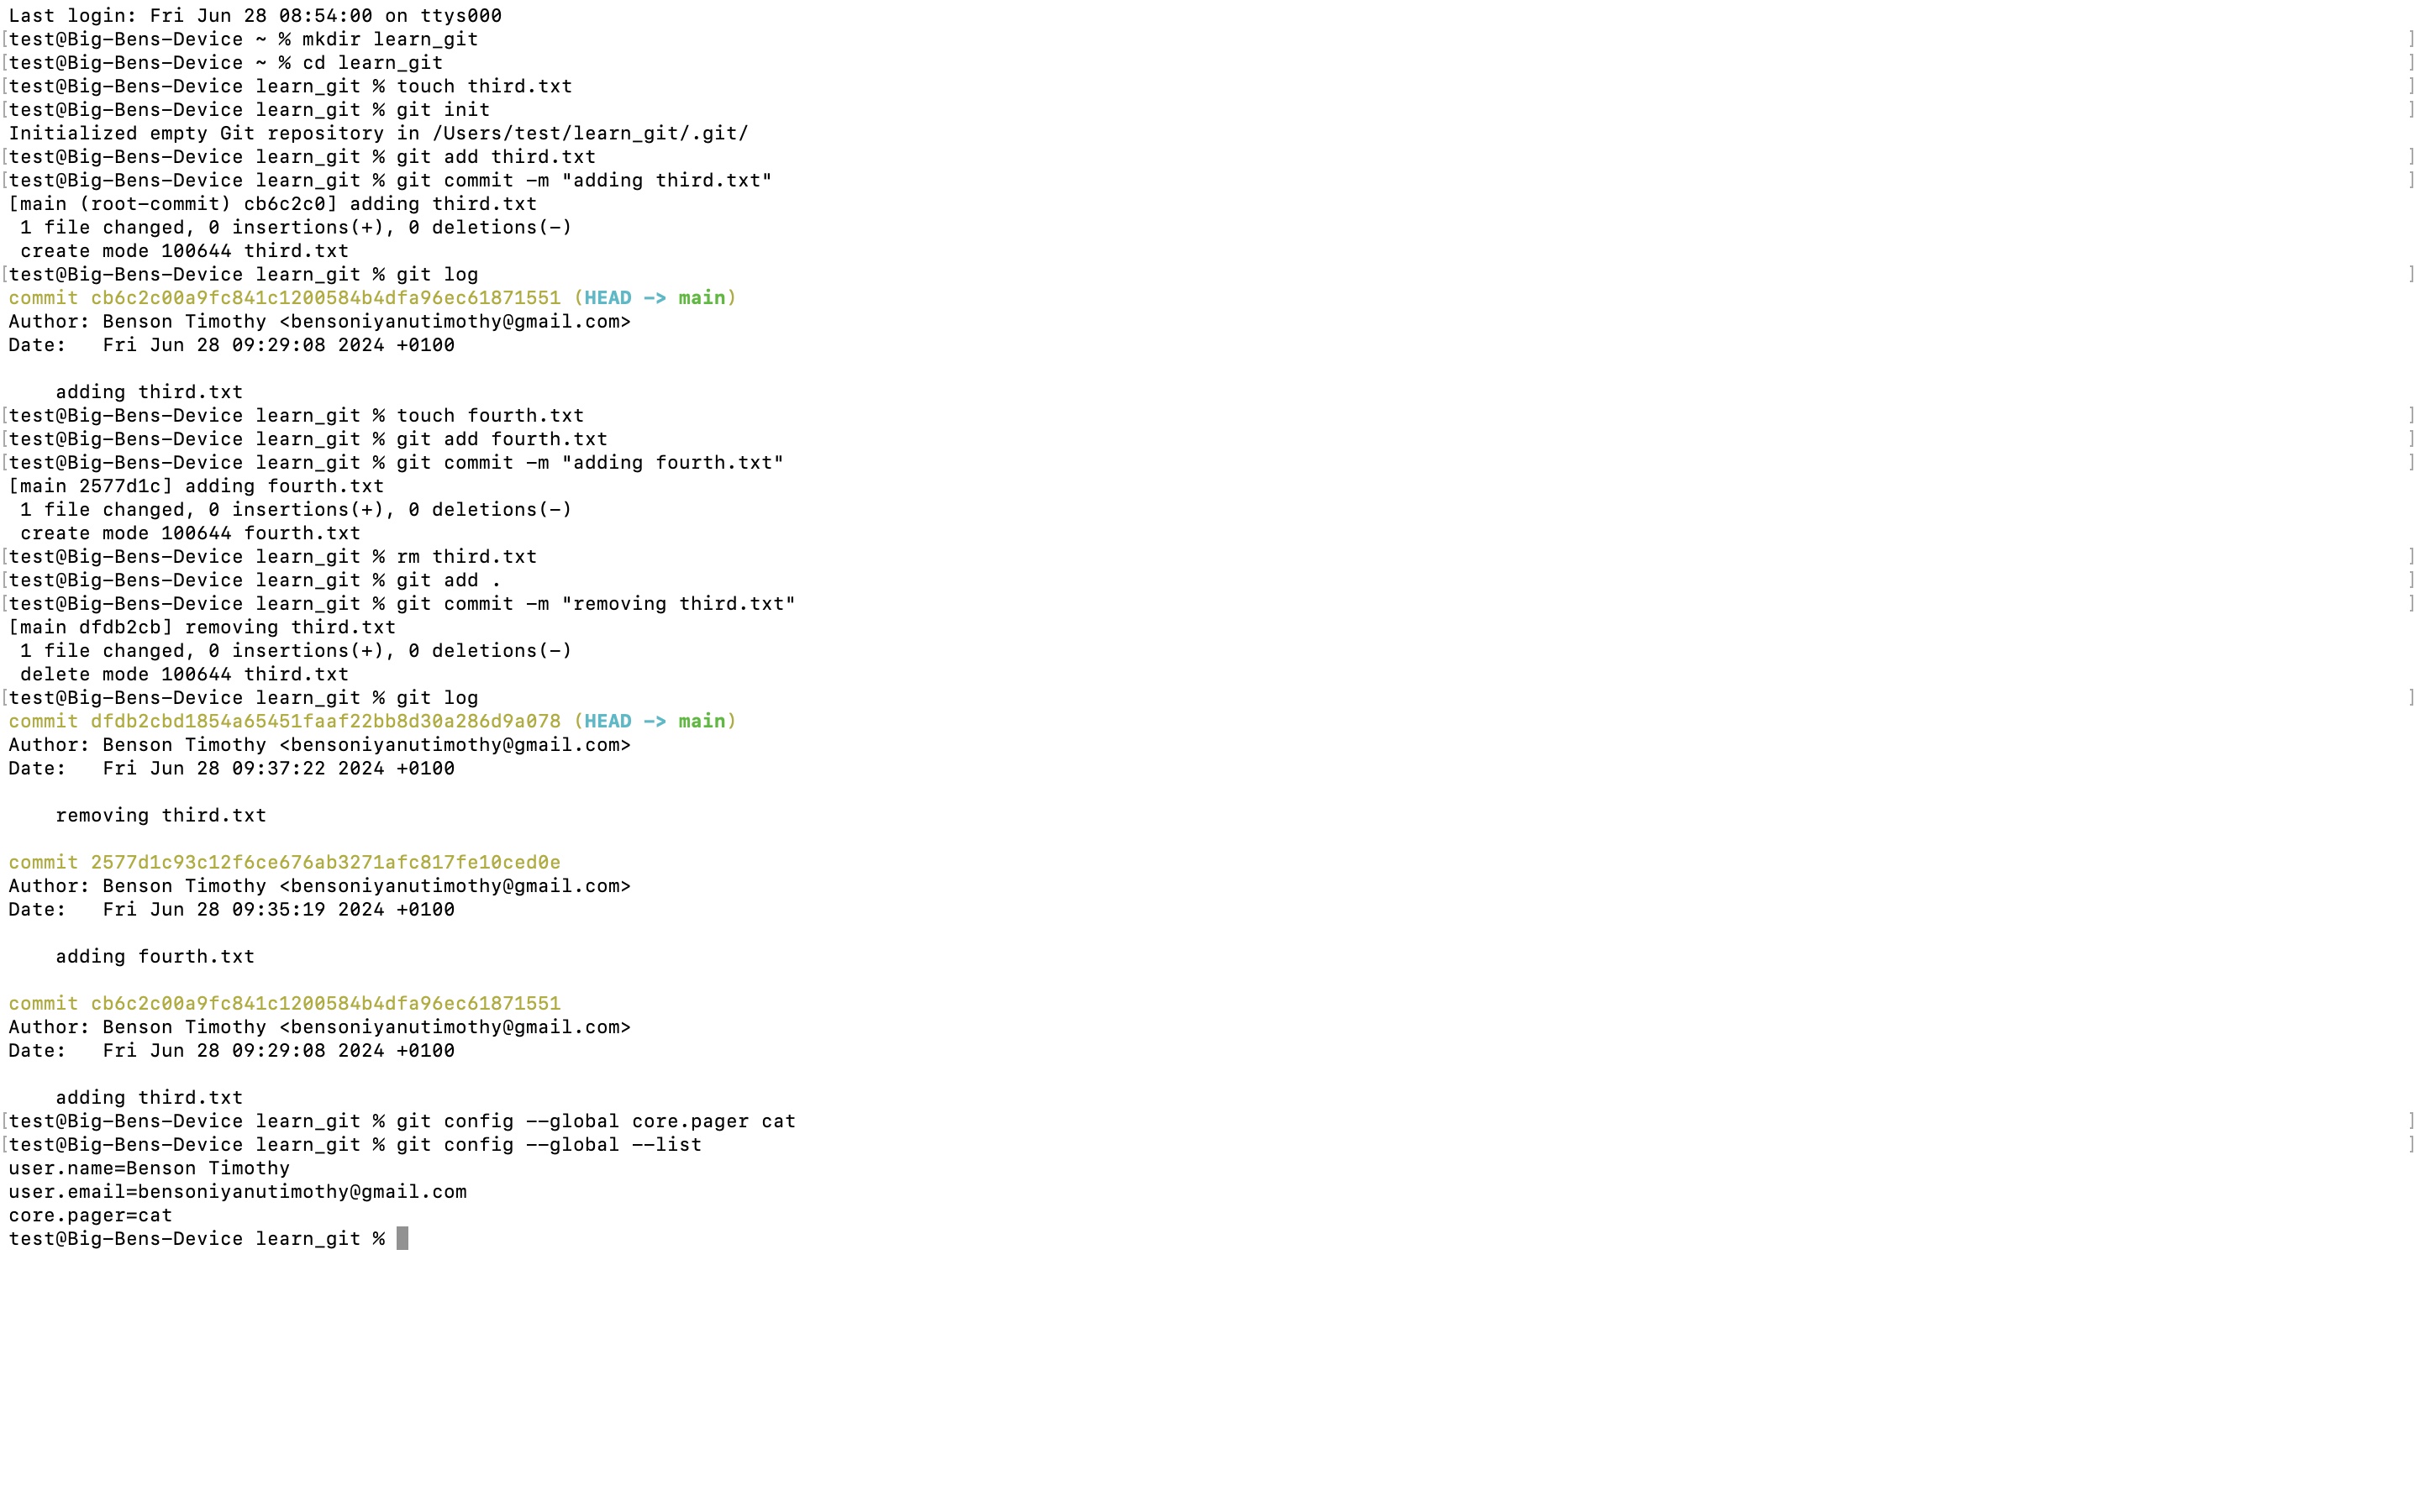 Last login: Fri Jun 28 08:54:00 on ttys000
[test@Big-Bens-Device ~ % mkdir learn_git ]
[test@Big-Bens-Device ~ % cd learn_git ]
[test@Big-Bens-Device learn_git % touch third.txt ]
[test@Big-Bens-Device learn_git % git init ]
Initialized empty Git repository in /Users/test/learn_git/.git/
[test@Big-Bens-Device learn_git % git add third.txt ]
[test@Big-Bens-Device learn_git % git commit -m "adding third.txt" ]
[main (root-commit) cb6c2c0] adding third.txt
 1 file changed, 0 insertions(+), 0 deletions(-)
 create mode 100644 third.txt
[test@Big-Bens-Device learn_git % git log ]
commit cb6c2c00a9fc841c1200584b4dfa96ec61871551 (HEAD -> main)
Author: Benson Timothy <bensoniyanutimothy@gmail.com>
Date:   Fri Jun 28 09:29:08 2024 +0100

    adding third.txt
[test@Big-Bens-Device learn_git % touch fourth.txt ]
[test@Big-Bens-Device learn_git % git add fourth.txt ]
[test@Big-Bens-Device learn_git % git commit -m "adding fourth.txt" ]
[main 2577d1c] adding fourth.txt
 1 file changed, 0 insertions(+), 0 deletions(-)
 create mode 100644 fourth.txt
[test@Big-Bens-Device learn_git % rm third.txt ]
[test@Big-Bens-Device learn_git % git add . ]
[test@Big-Bens-Device learn_git % git commit -m "removing third.txt" ]
[main dfdb2cb] removing third.txt
 1 file changed, 0 insertions(+), 0 deletions(-)
 delete mode 100644 third.txt
[test@Big-Bens-Device learn_git % git log ]
commit dfdb2cbd1854a65451faaf22bb8d30a286d9a078 (HEAD -> main)
Author: Benson Timothy <bensoniyanutimothy@gmail.com>
Date:   Fri Jun 28 09:37:22 2024 +0100

    removing third.txt

commit 2577d1c93c12f6ce676ab3271afc817fe10ced0e
Author: Benson Timothy <bensoniyanutimothy@gmail.com>
Date:   Fri Jun 28 09:35:19 2024 +0100

    adding fourth.txt

commit cb6c2c00a9fc841c1200584b4dfa96ec61871551
Author: Benson Timothy <bensoniyanutimothy@gmail.com>
Date:   Fri Jun 28 09:29:08 2024 +0100

    adding third.txt
[test@Big-Bens-Device learn_git % git config --global core.pager cat ]
[test@Big-Bens-Device learn_git % git config --global --list ]
user.name=Benson Timothy
user.email=bensoniyanutimothy@gmail.com
core.pager=cat
test@Big-Bens-Device learn_git %